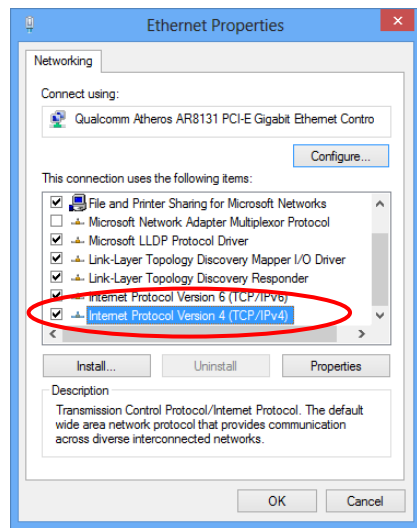 Ethernet Properties
Networking
Connect using:
Qualcomm Atheros AR8131 PCI-E Gigabit Ethernet Contro
Configure...
This connection uses the following items:
File and Printer Sharing for Microsoft Networks
Microsoft Network Adapter Multiplexor Protocol
Microsoft LLDP Protocol Driver
Link-Layer Topology Discovery Mapper I/O Driver
Link-Layer Topology Discovery Responder
Internet Protocol Version 6 (TCP/IPv6)
Internet Protocol Version 4 (TCP/IPv4)
Install... Uninstall Properties
Description
Transmission Control Protocol/Internet Protocol. The default
wide area network protocol that provides communication
across diverse interconnected networks.
OK Cancel